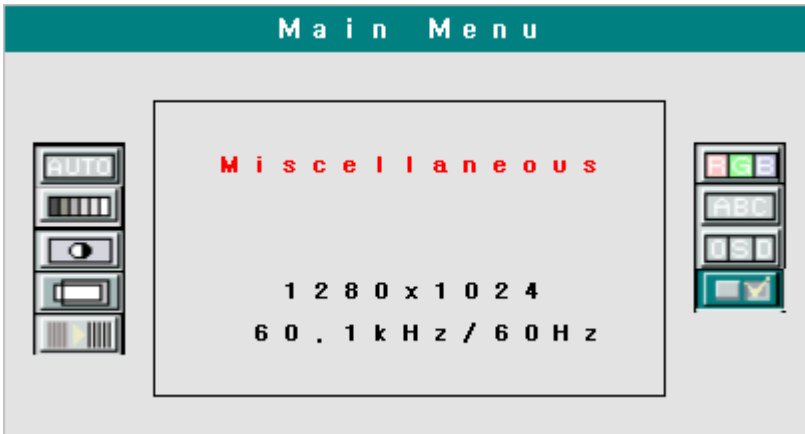 Main Menu
AUTO
Miscellaneous
RGB
ABC
OSD
1280x1024
60.1kHz/60Hz